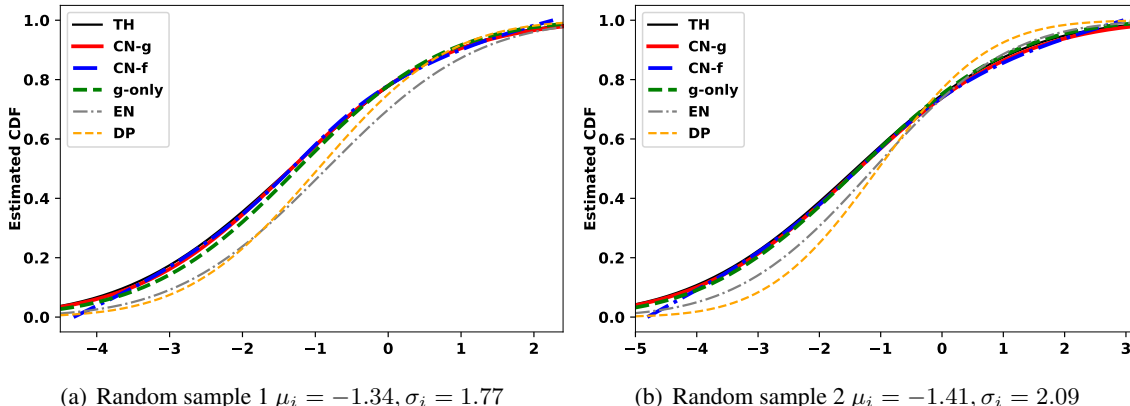 1.0
0.8
0.6
0.4
0.2
0.0
Estimated CDF
TH
CN-g
CN-f
g-only
EN
DP
−4 −3 −2 −1 0 1 2
(a) Random sample 1 μᵢ = −1.34, σᵢ = 1.77
1.0
0.8
0.6
0.4
0.2
0.0
Estimated CDF
TH
CN-g
CN-f
g-only
EN
DP
−5 −4 −3 −2 −1 0 1 2 3
(b) Random sample 2 μᵢ = −1.41, σᵢ = 2.09